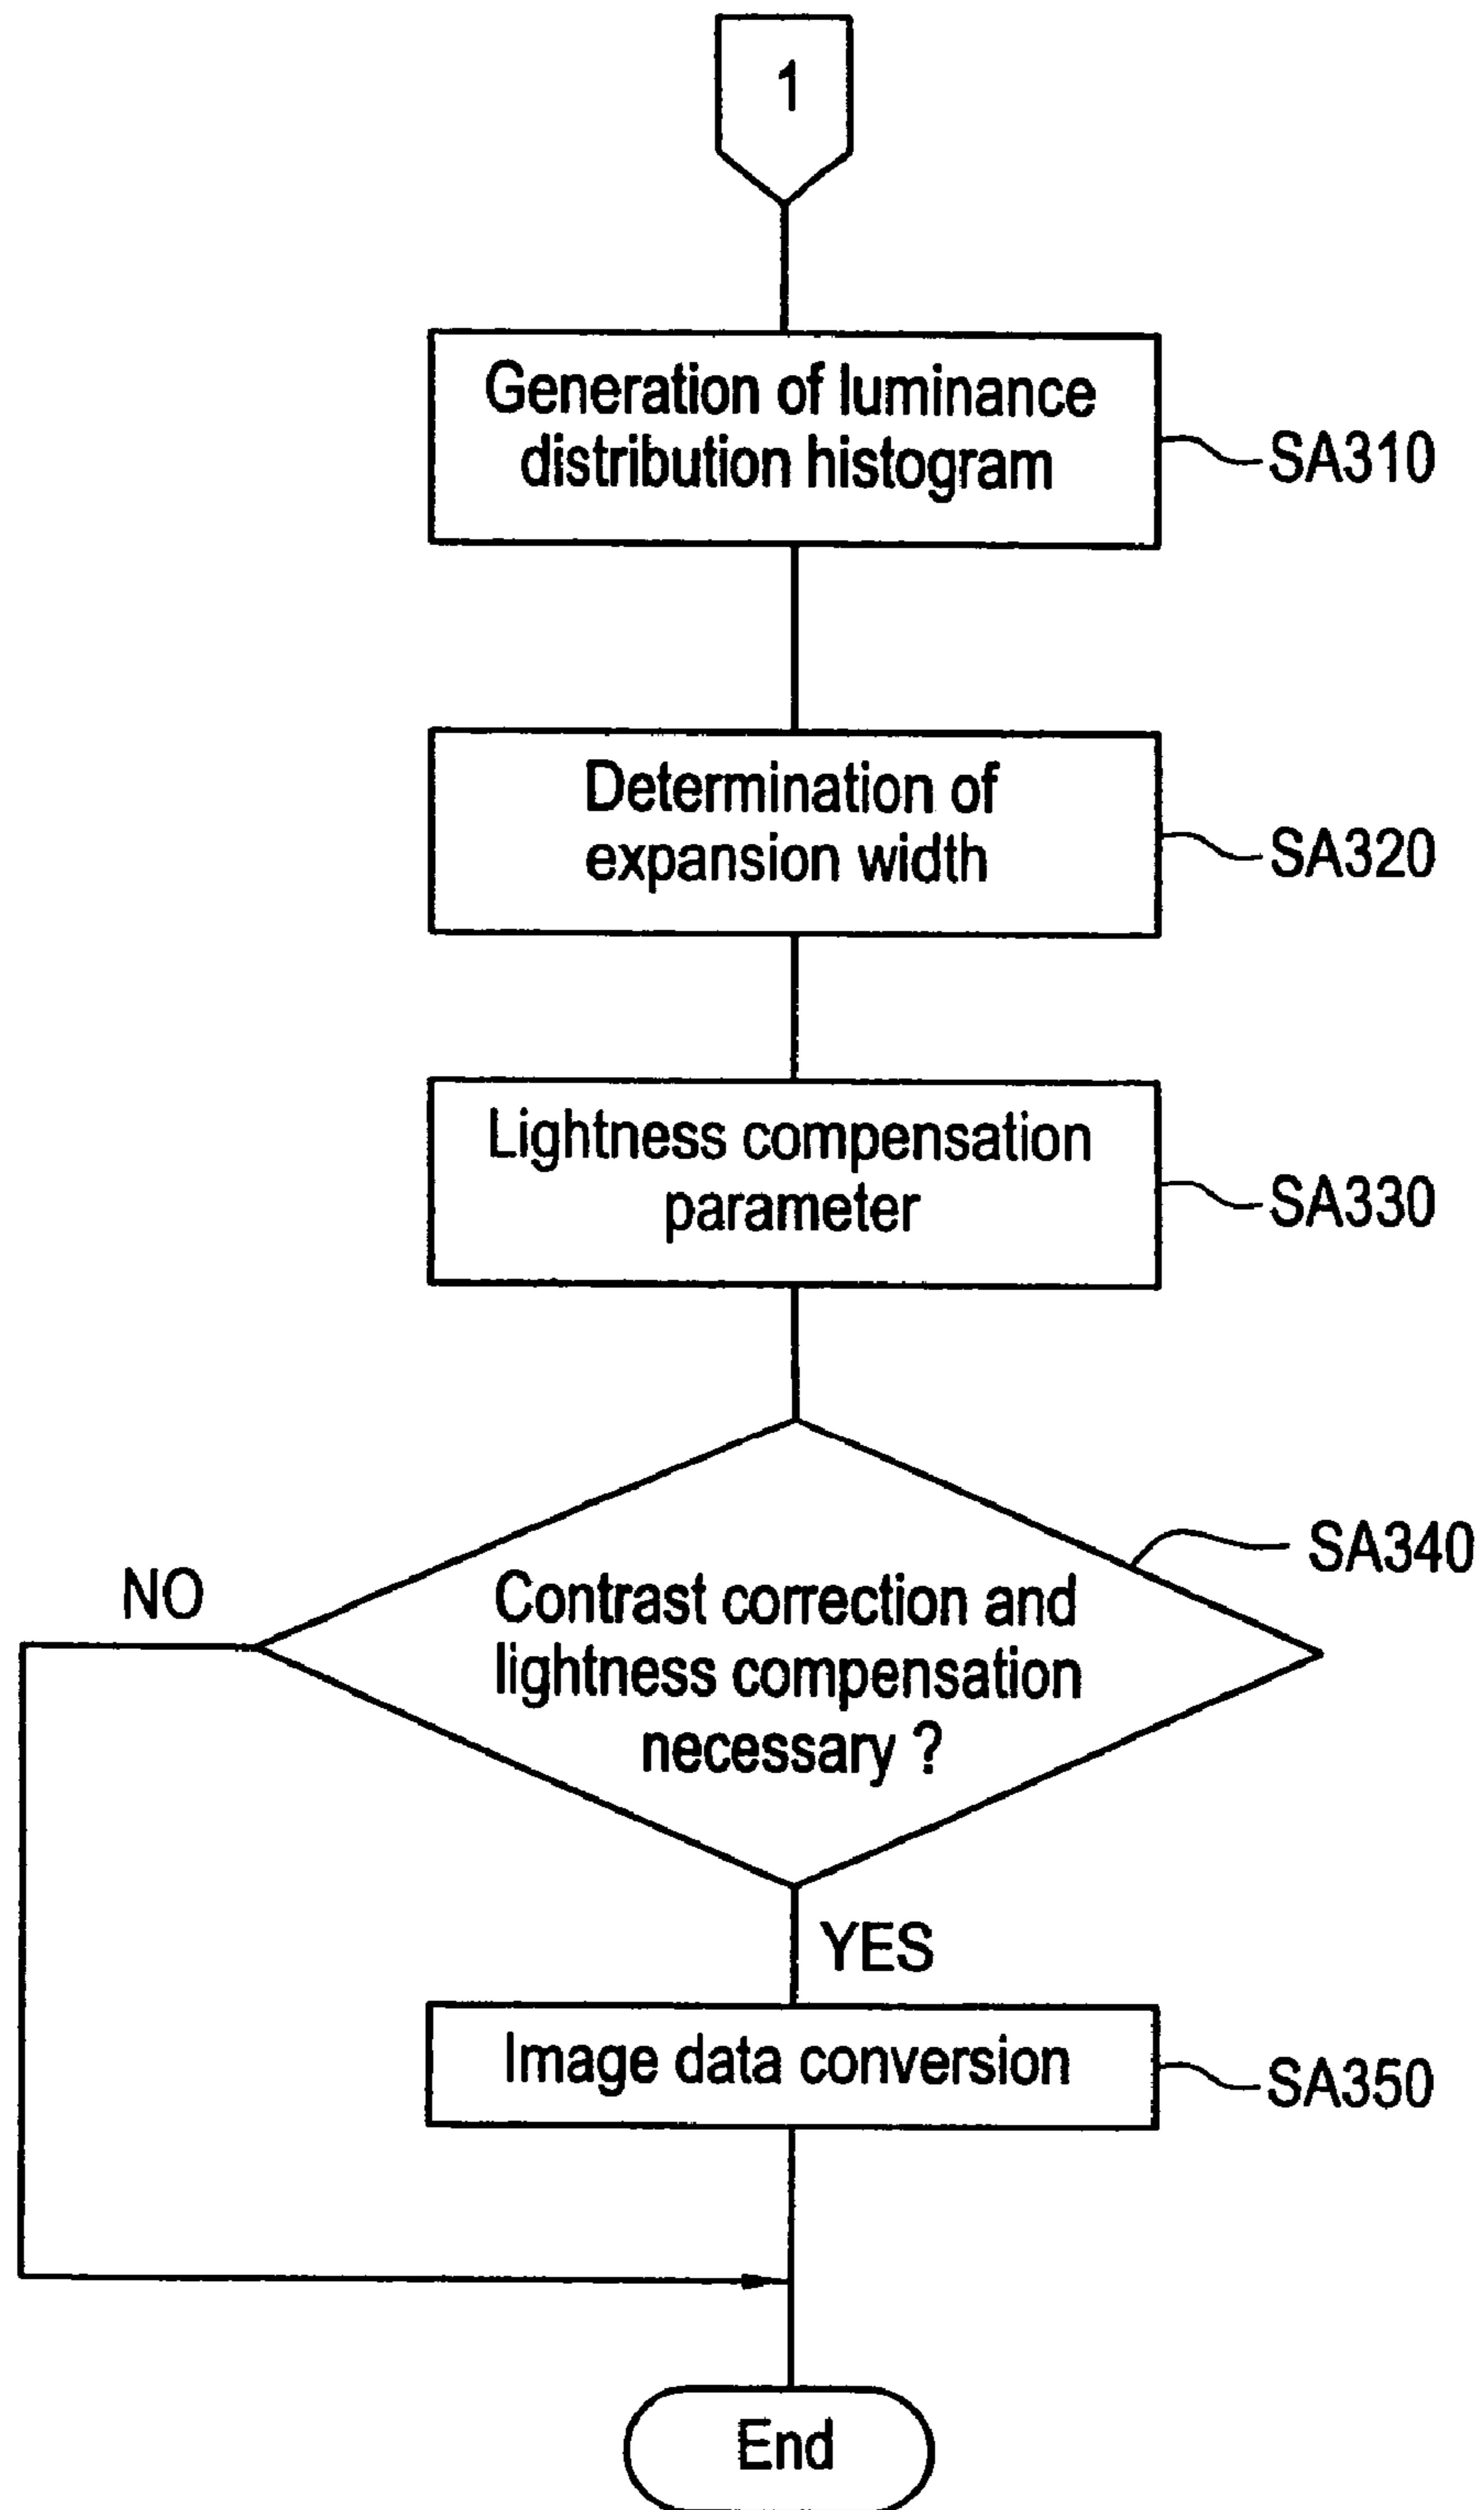 1
Generation of luminance
distribution histogram
SA310
Determination of
expansion width
SA320
Lightness compensation
parameter
SA330
SA340
NO
Contrast correction and
lightness compensation
necessary ?
YES
Image data conversion
SA350
End